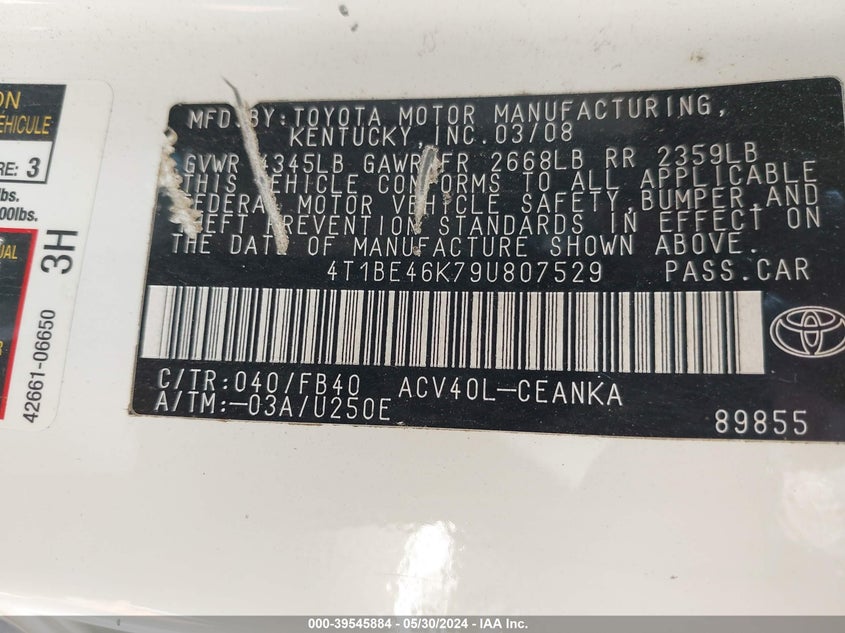 ON
EHICULE
RE: 3
lbs.
00lbs.
UAL
R
3H
42661-06650
MFD BY: TOYOTA MOTOR MANUFACTURING,
KENTUCKY, INC. 03/08
GVWR 4345LB GAWR FR 2668LB RR 2359LB
THIS VEHICLE CONFORMS TO ALL APPLICABLE
FEDERAL MOTOR VEHICLE SAFETY, BUMPER, AND
THEFT PREVENTION STANDARDS IN EFFECT ON
THE DATE OF MANUFACTURE SHOWN ABOVE.
4T1BE46K79U807529 PASS.CAR
C/TR:040/FB40 ACV40L-CEANKA
A/TM:-03A/U250E 89855
000-39545884 - 05/30/2024 - IAA Inc.